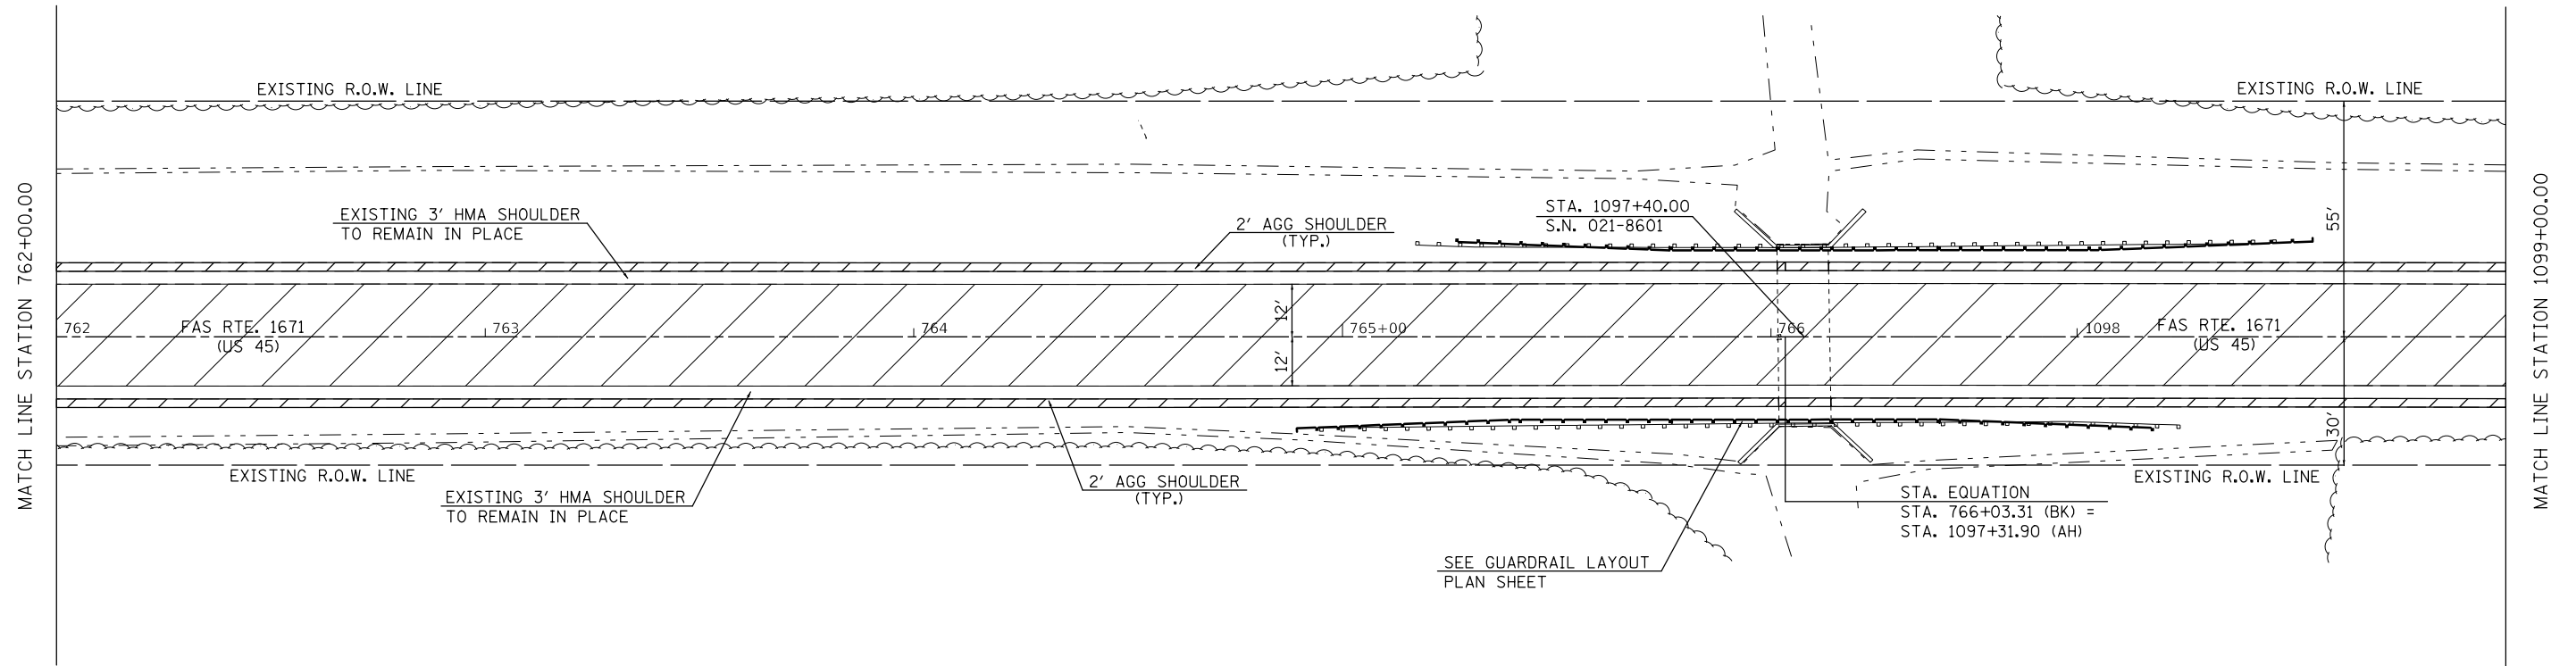 EXISTING R.O.W. LINE
EXISTING R.O.W. LINE
MATCH LINE STATION 762+00.00
MATCH LINE STATION 1099+00.00
EXISTING 3' HMA SHOULDER
TO REMAIN IN PLACE
2' AGG SHOULDER
(TYP.)
STA. 1097+40.00
S.N. 021-8601
55'
12'
762
FAS RTE. 1671
(US 45)
763
764
765+00
766
1098
FAS RTE. 1671
(US 45)
12'
30'
EXISTING R.O.W. LINE
EXISTING 3' HMA SHOULDER
TO REMAIN IN PLACE
2' AGG SHOULDER
(TYP.)
EXISTING R.O.W. LINE
STA. EQUATION
STA. 766+03.31 (BK) =
STA. 1097+31.90 (AH)
SEE GUARDRAIL LAYOUT
PLAN SHEET